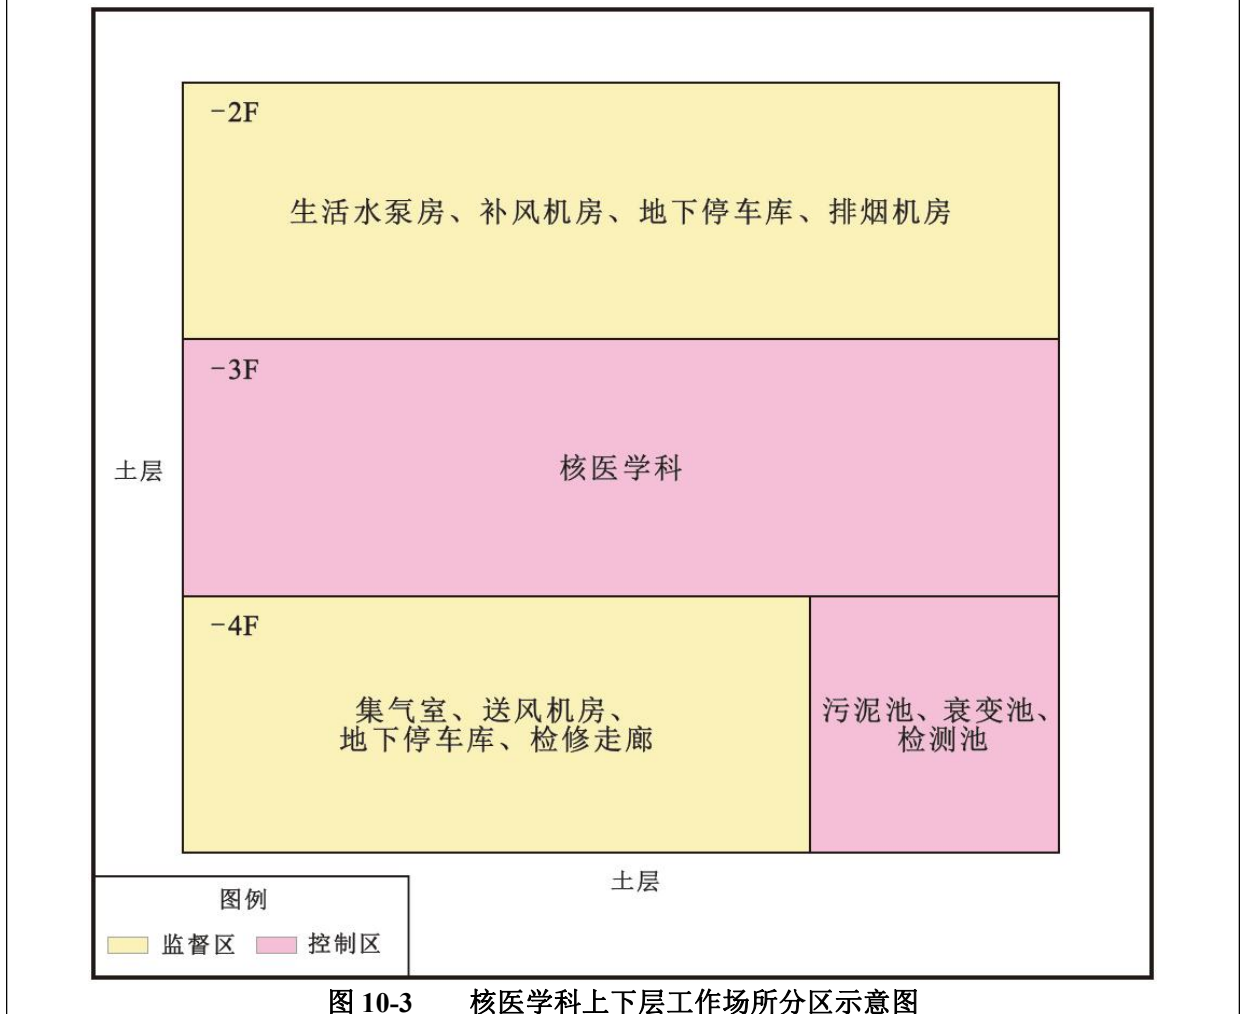 -2F
生活水泵房、补风机房、地下停车库、排烟机房
-3F
土层
核医学科
-4F
集气室、送风机房、
地下停车库、检修走廊
污泥池、衰变池、
检测池
土层
图例
监督区 控制区
图 10-3 核医学科上下层工作场所分区示意图